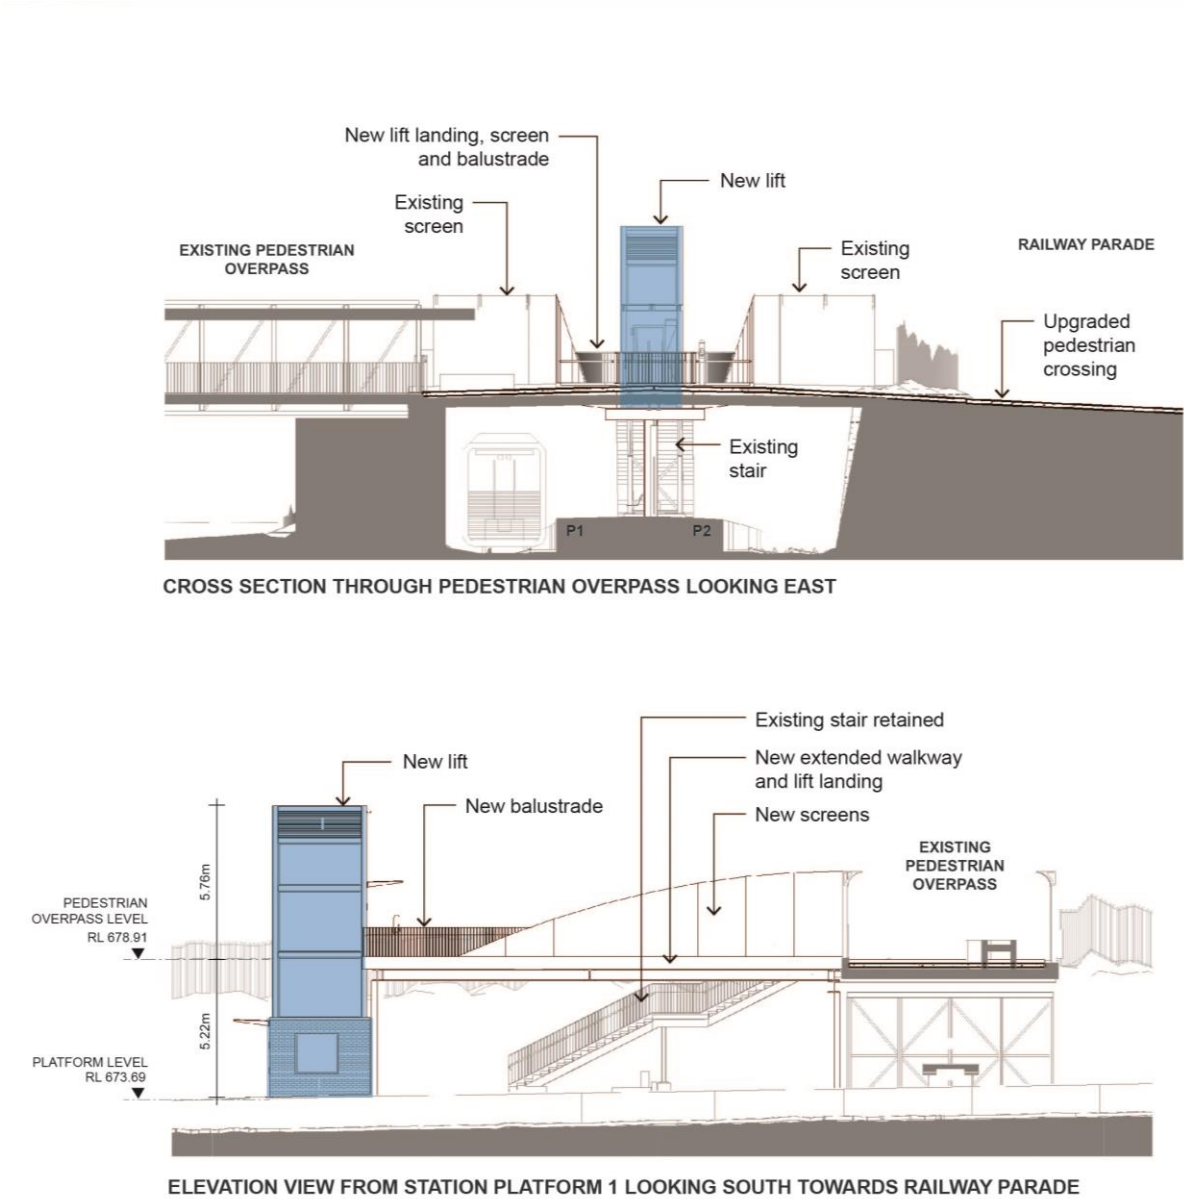 New lift landing, screen
and balustrade
New lift
Existing
screen
EXISTING PEDESTRIAN
OVERPASS
Existing
screen
RAILWAY PARADE
Upgraded
pedestrian
crossing
Existing
stair
P1
P2
CROSS SECTION THROUGH PEDESTRIAN OVERPASS LOOKING EAST
Existing stair retained
New lift
New extended walkway
and lift landing
New balustrade
New screens
EXISTING
PEDESTRIAN
OVERPASS
5.76m
PEDESTRIAN
OVERPASS LEVEL
RL 678.91
5.22m
PLATFORM LEVEL
RL 673.69
ELEVATION VIEW FROM STATION PLATFORM 1 LOOKING SOUTH TOWARDS RAILWAY PARADE